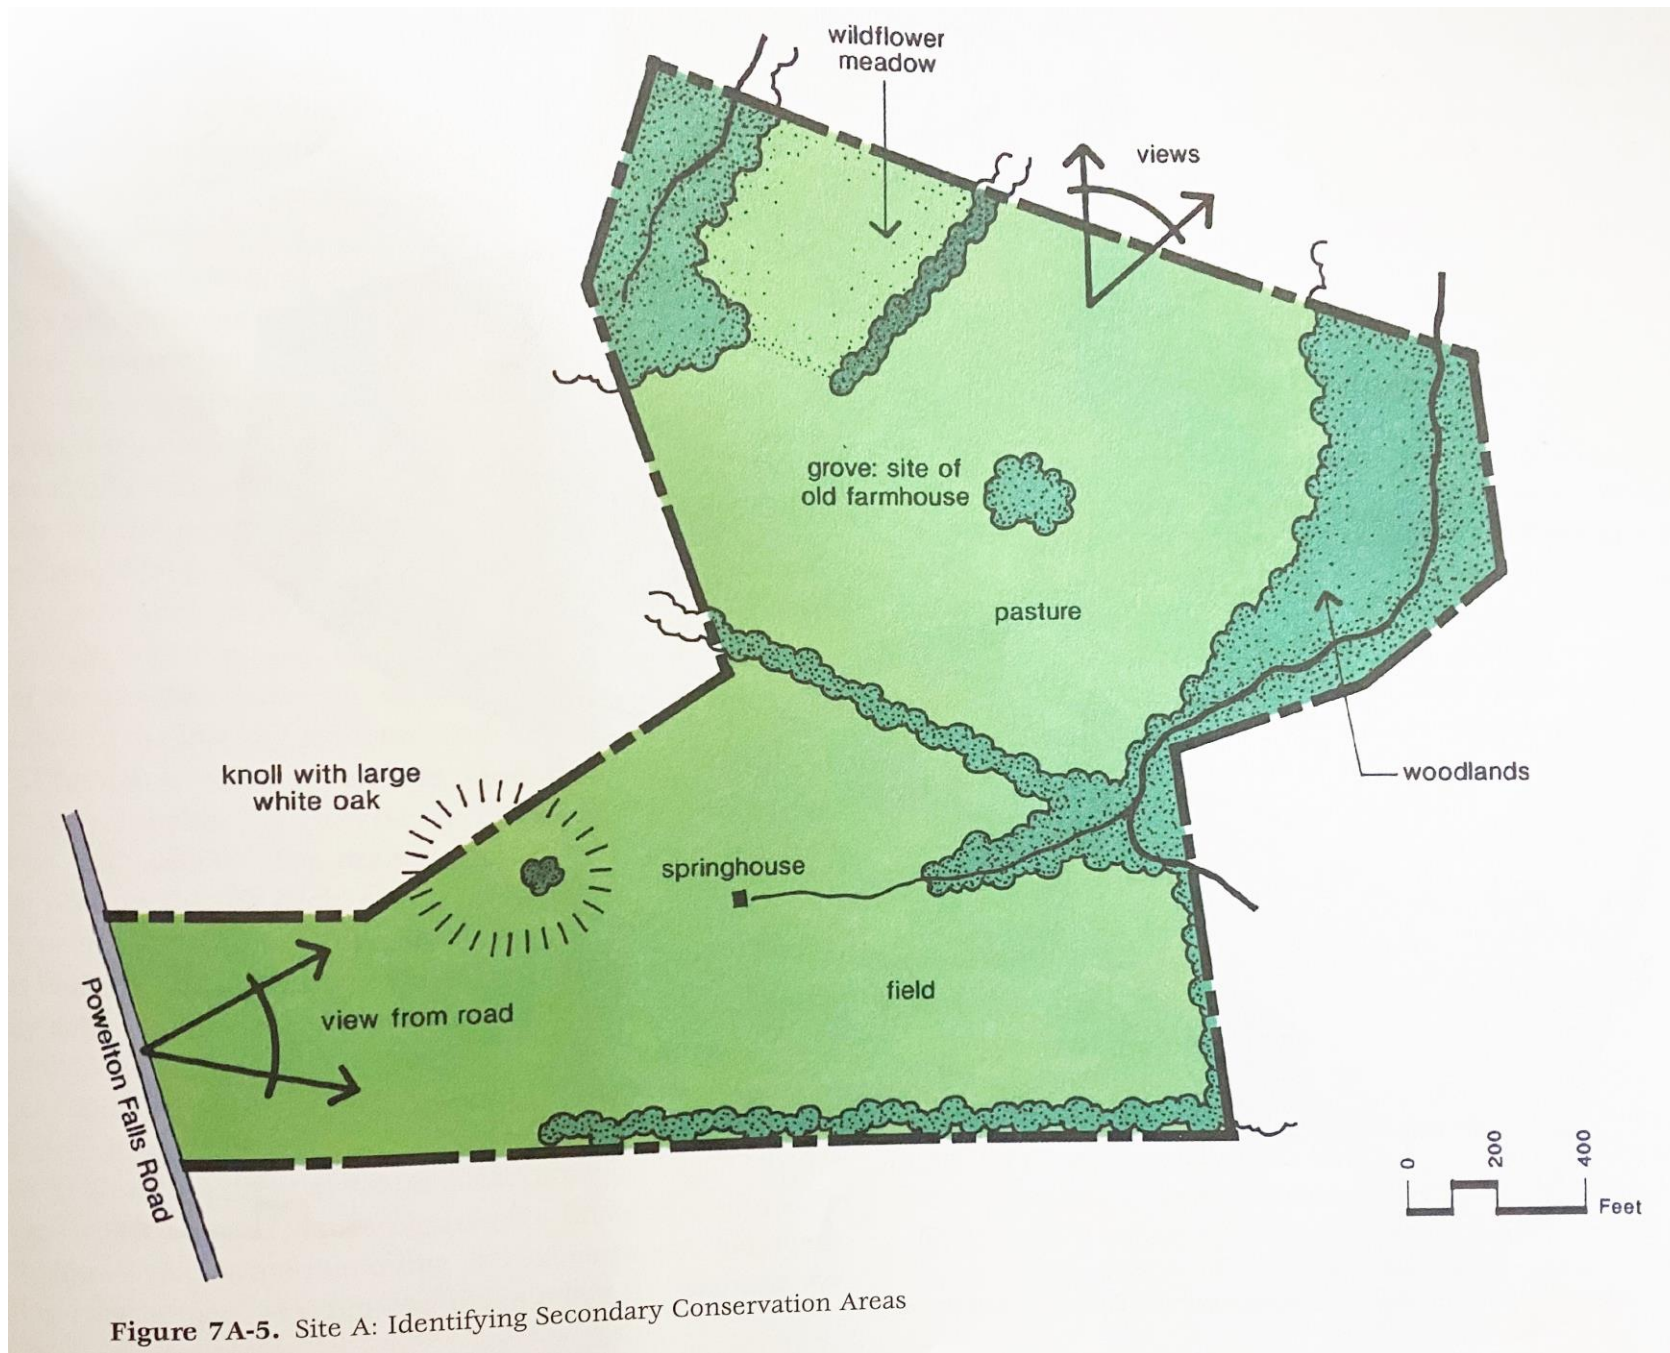 wildflower
meadow
views
grove: site of
old farmhouse
pasture
knoll with large
white oak
woodlands
springhouse
field
view from road
Powelton Falls Road
0
200
400
Feet
Figure 7A-5. Site A: Identifying Secondary Conservation Areas